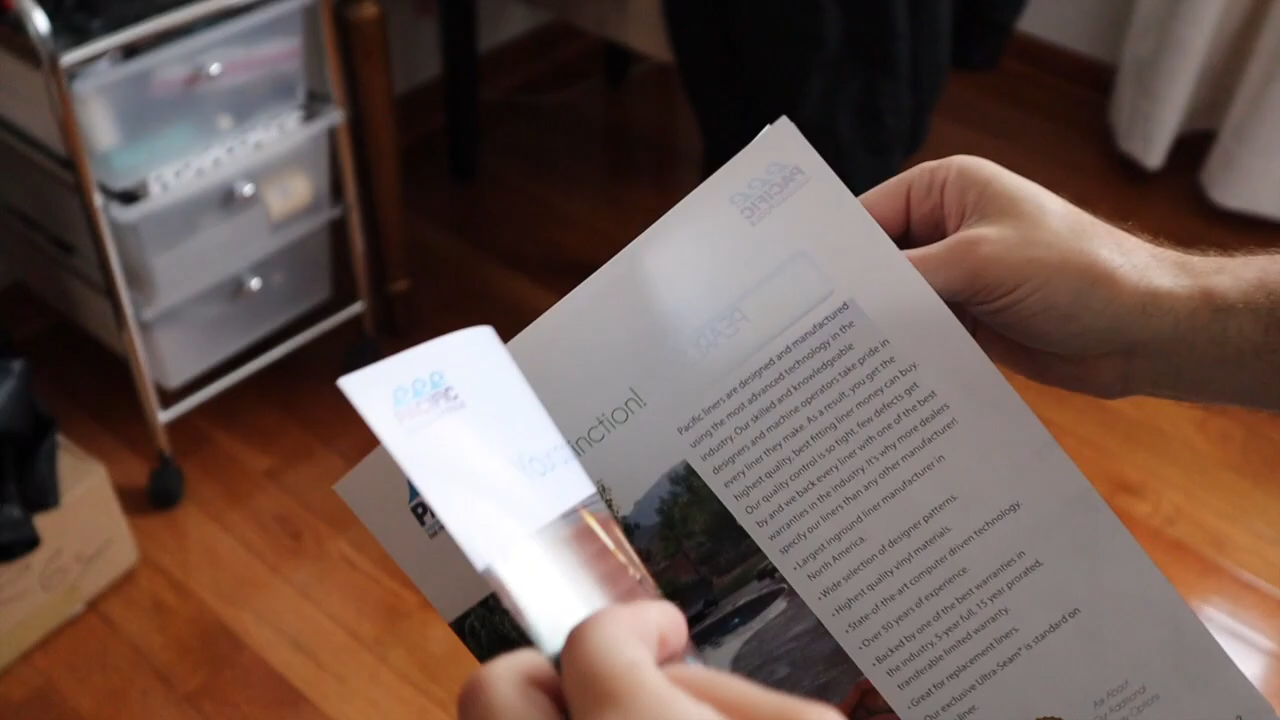 PACIFIC
PACIFIC
inction!
Pacific liners are designed and manufactured
using the most advanced technology in the
industry. Our skilled and knowledgeable
designers and machine operators take pride in
every liner they make. As a result, you get the
highest quality, best fitting liner money can buy.
Our quality control is so tight, few defects get
by and we back every liner with one of the best
warranties in the industry. It's why more dealers
specify our liners than any other manufacturer!
• Largest inground liner manufacturer in
North America.
• Wide selection of designer patterns.
• Highest quality vinyl materials.
• State-of-the-art computer driven technology.
• Over 50 years of experience.
• Backed by one of the best warranties in
the industry, 5-year full, 15 year prorated,
transferable limited warranty.
• Great for replacement liners.
Our exclusive Ultra-Seam® is standard on
liner.
About
Additional
Options